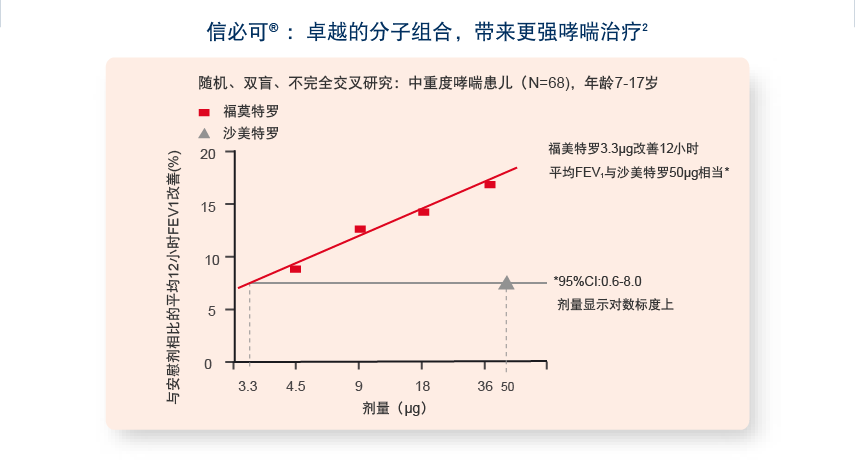 信必可®：卓越的分子组合，带来更强哮喘治疗2
随机、双盲、不完全交叉研究：中重度哮喘患儿（N=68)，年龄7-17岁
福莫特罗
沙美特罗
与安慰剂相比的平均12小时FEV1改善(%)
20
15
10
5
0
福美特罗3.3μg改善12小时
平均FEV1与沙美特罗50μg相当*
*95%CI:0.6-8.0
剂量显示对数标度上
3.3 4.5 9 18 36 50
剂量（μg）